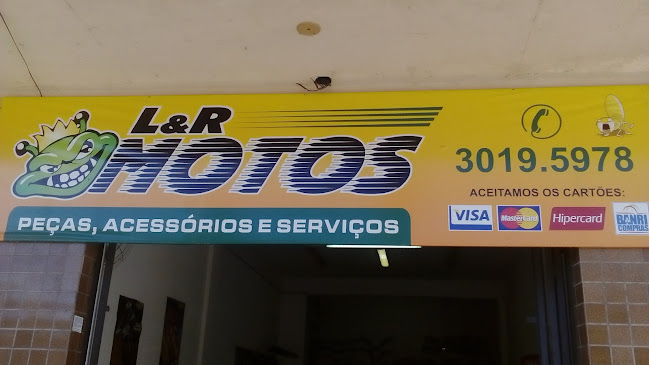 L&R
MOTOS
PEÇAS, ACESSÓRIOS E SERVIÇOS
3019.5978
ACEITAMOS OS CARTÕES:
VISA
MasterCard
Hipercard
BANRI
COMPRAS